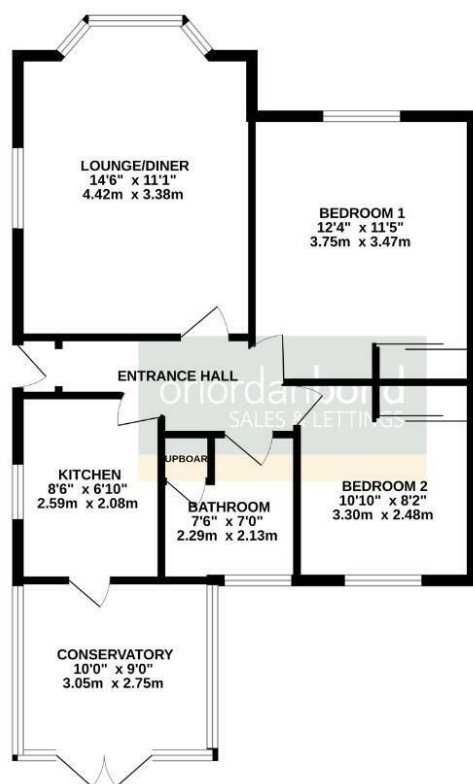 LOUNGE/DINER
14'6" x 11'1"
4.42m x 3.38m
BEDROOM 1
12'4" x 11'5"
3.75m x 3.47m
ENTRANCE HALL
oriordanbond
SALES & LETTINGS
UPBOAR
KITCHEN
8'6" x 6'10"
2.59m x 2.08m
BATHROOM
7'6" x 7'0"
2.29m x 2.13m
BEDROOM 2
10'10" x 8'2"
3.30m x 2.48m
CONSERVATORY
10'0" x 9'0"
3.05m x 2.75m